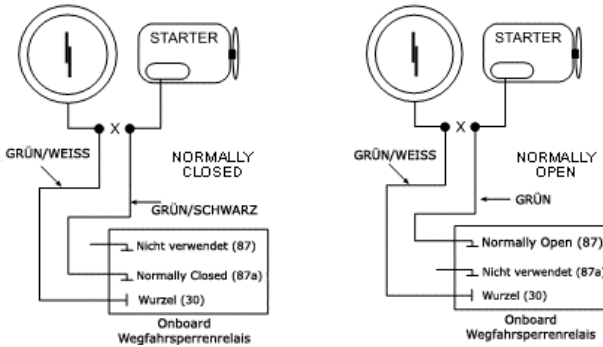 STARTER
X
GRÜN/WEISS
NORMALLY
CLOSED
GRÜN/SCHWARZ
Nicht verwendet (87)
Normally Closed (87a)
Wurzel (30)
Onboard
Wegfahrsperrenrelais
STARTER
X
GRÜN/WEISS
NORMALLY
OPEN
GRÜN
Normally Open (87)
Nicht verwendet (87a)
Wurzel (30)
Onboard
Wegfahrsperrenrelais